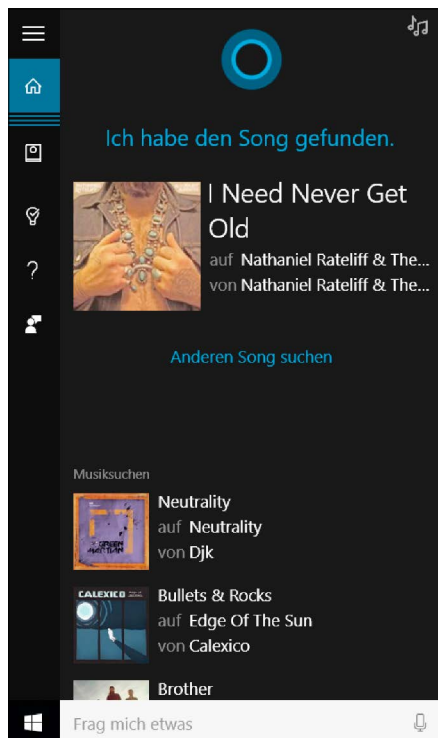 Ich habe den Song gefunden.
I Need Never Get
Old
auf Nathaniel Rateliff & The...
von Nathaniel Rateliff & The...
Anderen Song suchen
Musiksuchen
GREEN
MARTIAN
Neutrality
auf Neutrality
von Djk
CALEXICO
Bullets & Rocks
auf Edge Of The Sun
von Calexico
Brother
Frag mich etwas